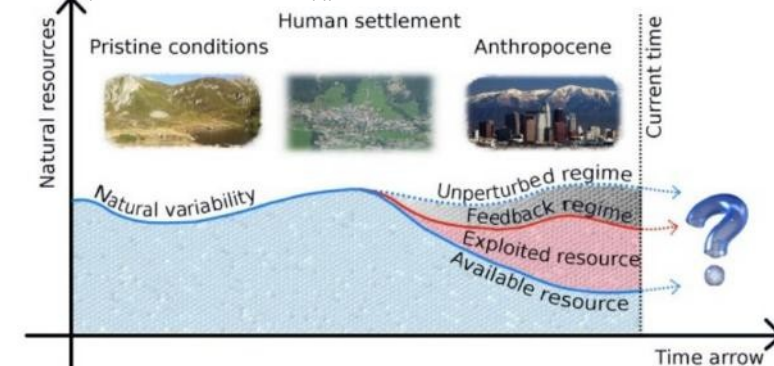 Human settlement
Pristine conditions
Anthropocene
Natural resources
Current time
Natural variability
Unperturbed regime
Feedback regime
Exploited resource
Available resource
?
Time arrow